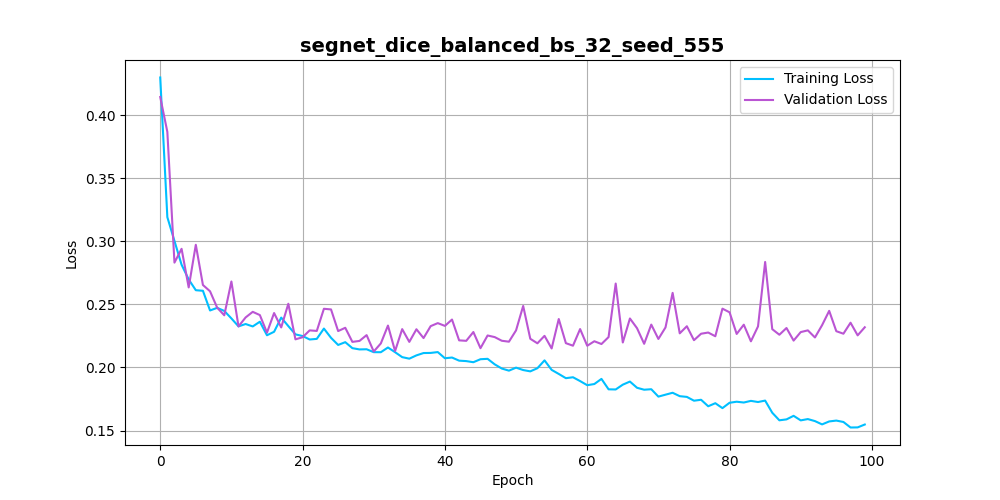 segnet_dice_balanced_bs_32_seed_555
Training Loss
Validation Loss
0.40
0.35
0.30
0.25
0.20
0.15
Loss
0
20
40
60
80
100
Epoch